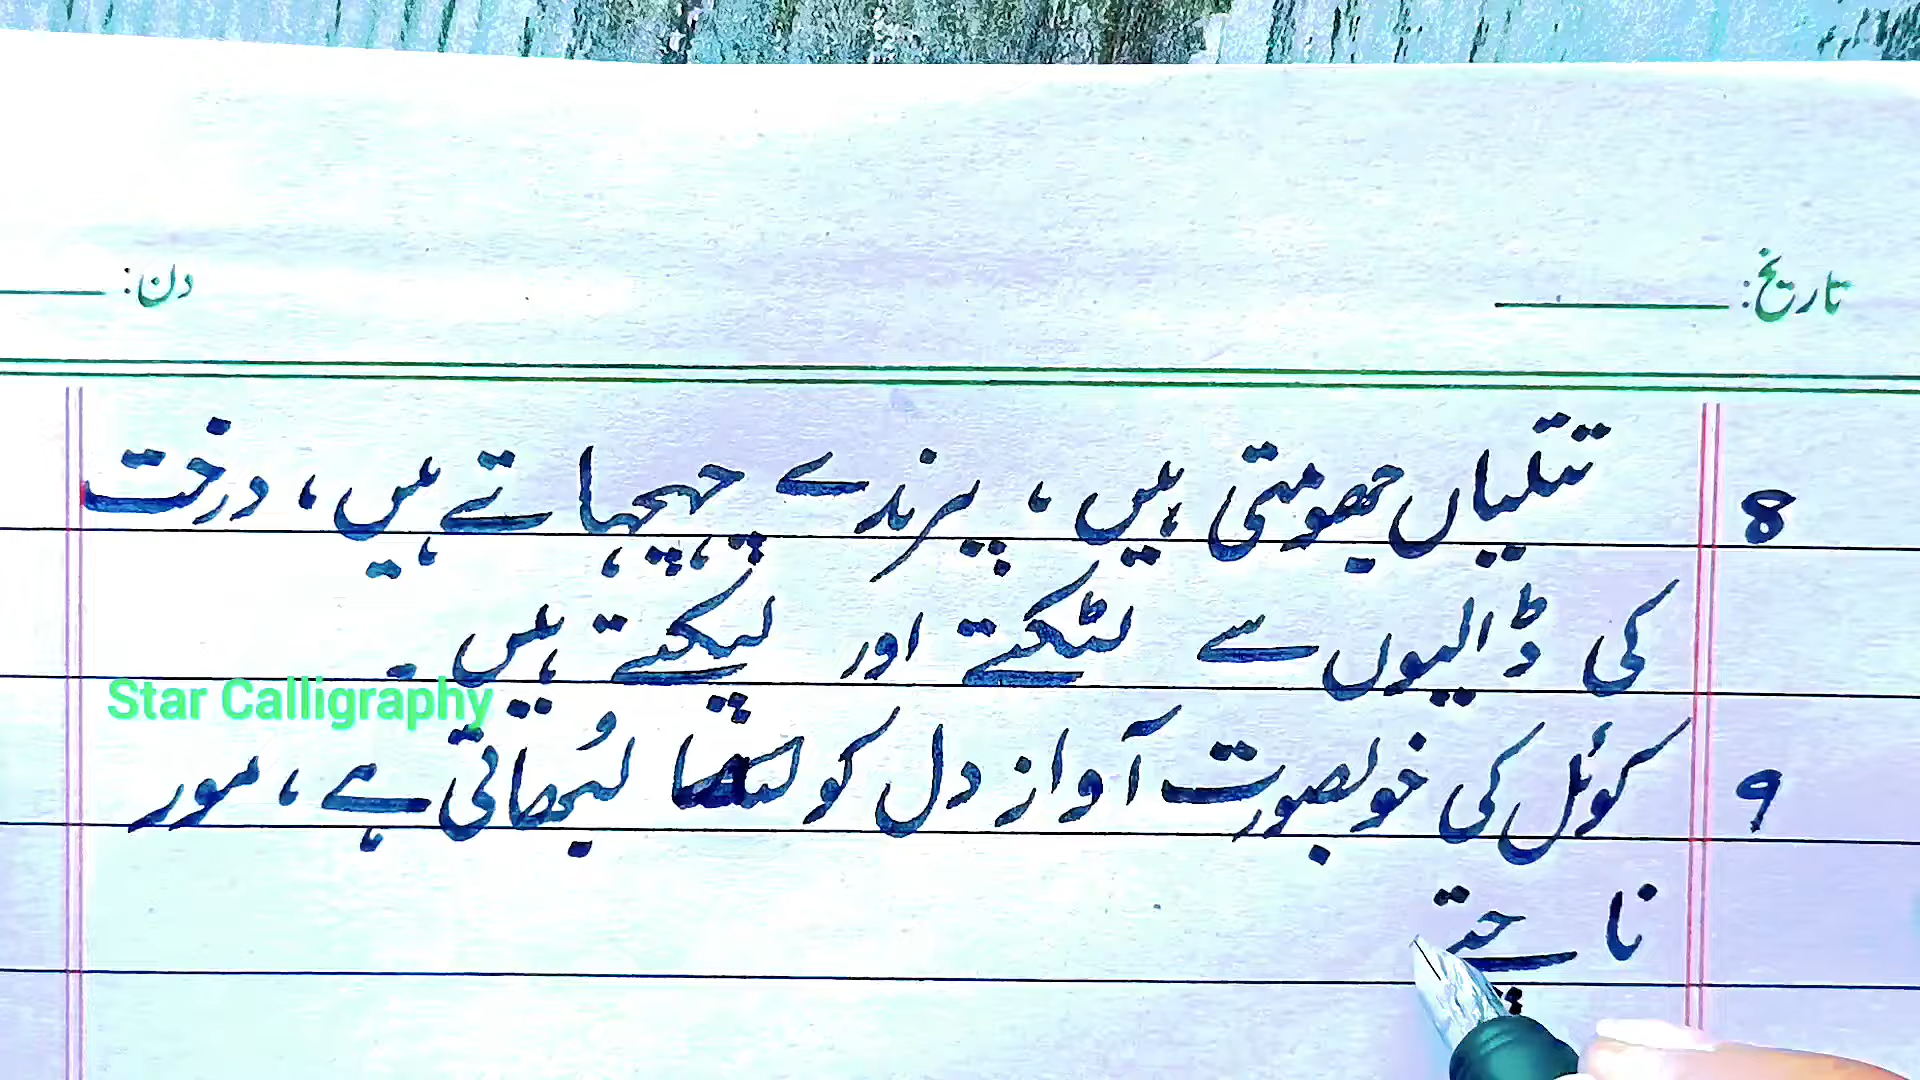 تاریخ: دن:
8 تتلیاں جھومتی ہیں ، پرندے چہچہاتے ہیں ، درخت
کی ڈالیوں سے لٹکتے اور لپکتے ہیں ۔
Star Calligraphy
9 کوئل کی خوبصورت آواز دل کو لُبھاتی ہے ، مور
ناچتے